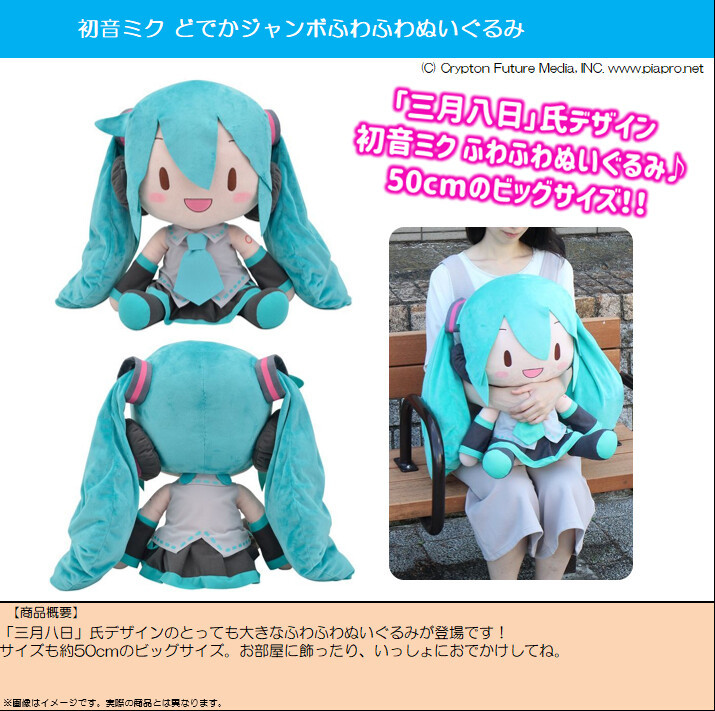 初音ミク どでかジャンボふわふわぬいぐるみ
(C) Crypton Future Media, INC. www.piapro.net
「三月八日」氏デザイン
初音ミク ふわふわぬいぐるみ♪
50cmのビッグサイズ!!
【商品概要】
「三月八日」氏デザインのとっても大きなふわふわぬいぐるみが登場です！
サイズも約50cmのビッグサイズ。お部屋に飾ったり、いっしょにおでかけしてね。
※画像はイメージです。実際の商品とは異なります。